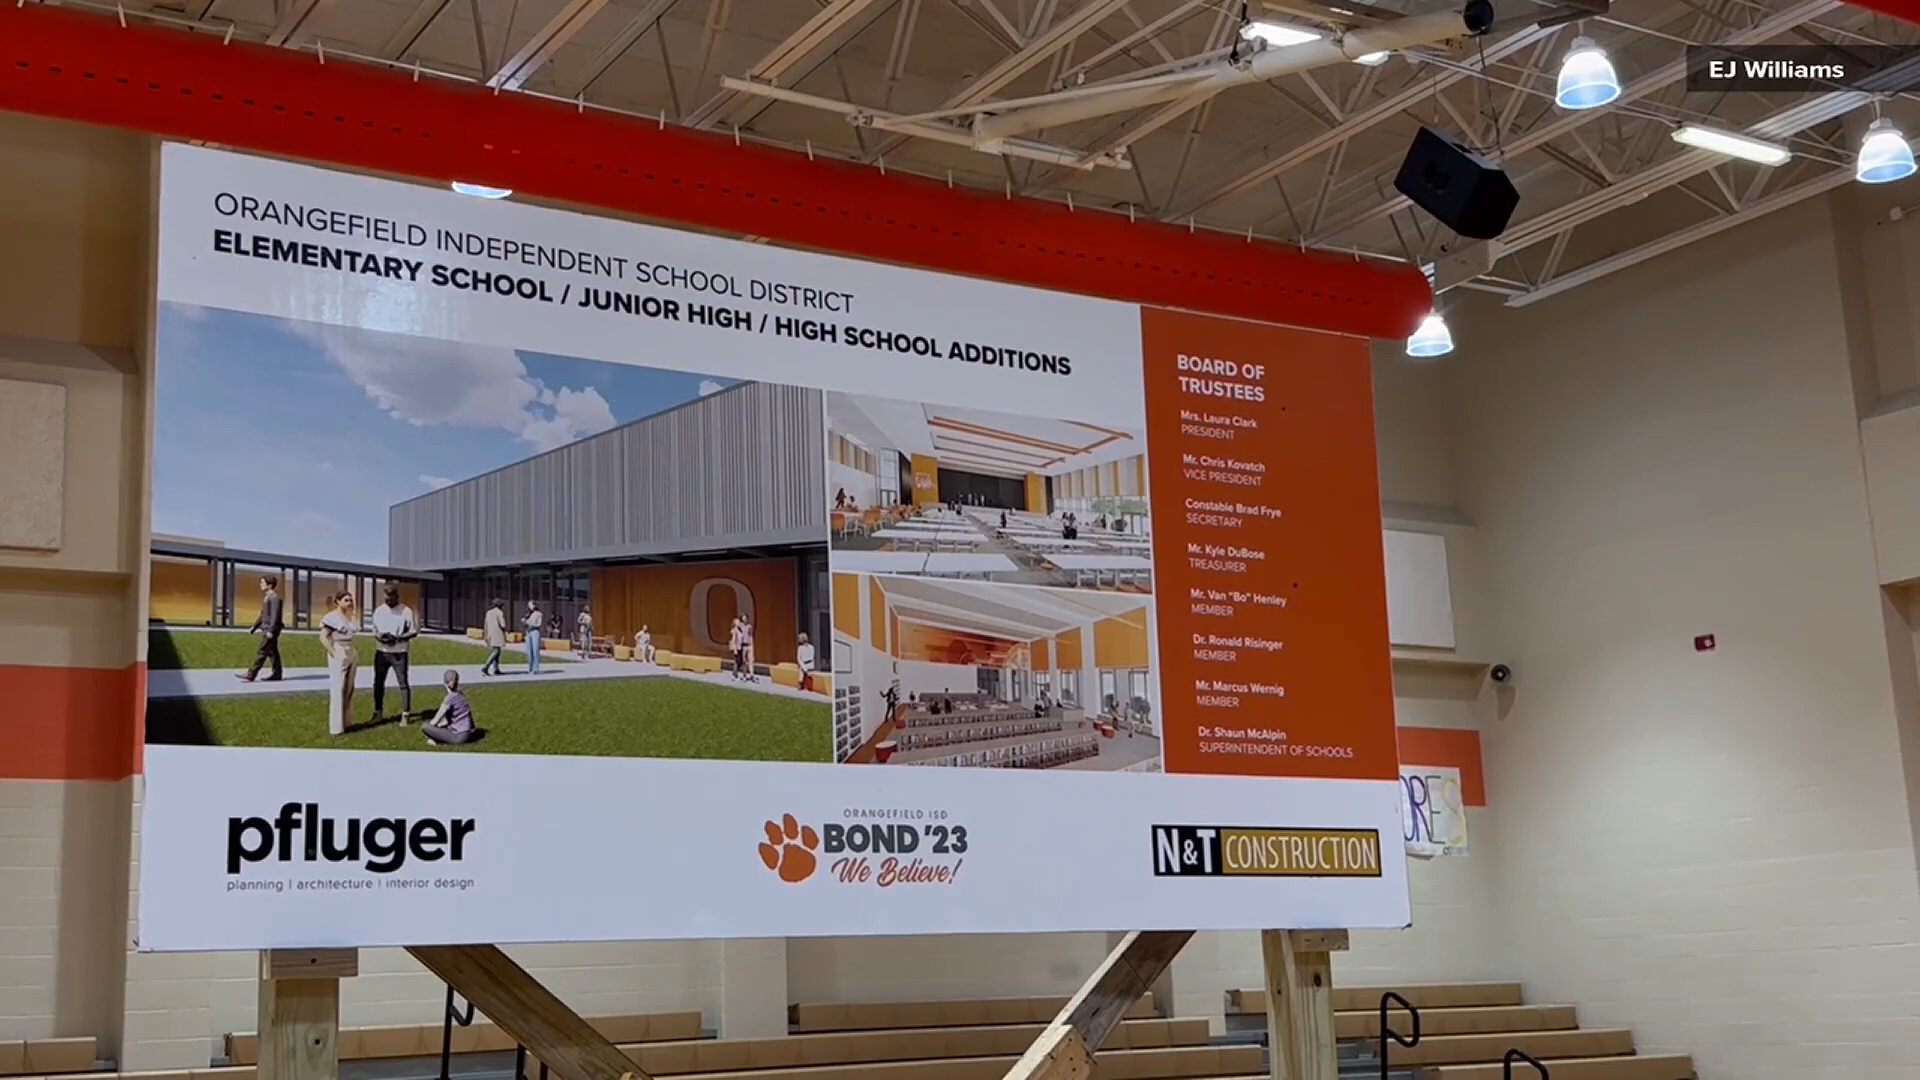 EJ Williams
ORANGEFIELD INDEPENDENT SCHOOL DISTRICT
ELEMENTARY SCHOOL / JUNIOR HIGH / HIGH SCHOOL ADDITIONS
BOARD OF
TRUSTEES
Mrs. Laura Clark
PRESIDENT
Mr. Chris Kovatch
VICE PRESIDENT
Constable Brad Frye
SECRETARY
Mr. Kyle DuBose
TREASURER
Mr. Van "Bo" Henley
MEMBER
Dr. Ronald Risinger
MEMBER
Mr. Marcus Wernig
MEMBER
Dr. Shaun McAlpin
SUPERINTENDENT OF SCHOOLS
O
pfluger
planning | architecture | interior design
ORANGEFIELD ISD
BOND '23
We Believe!
N&T CONSTRUCTION
ORES